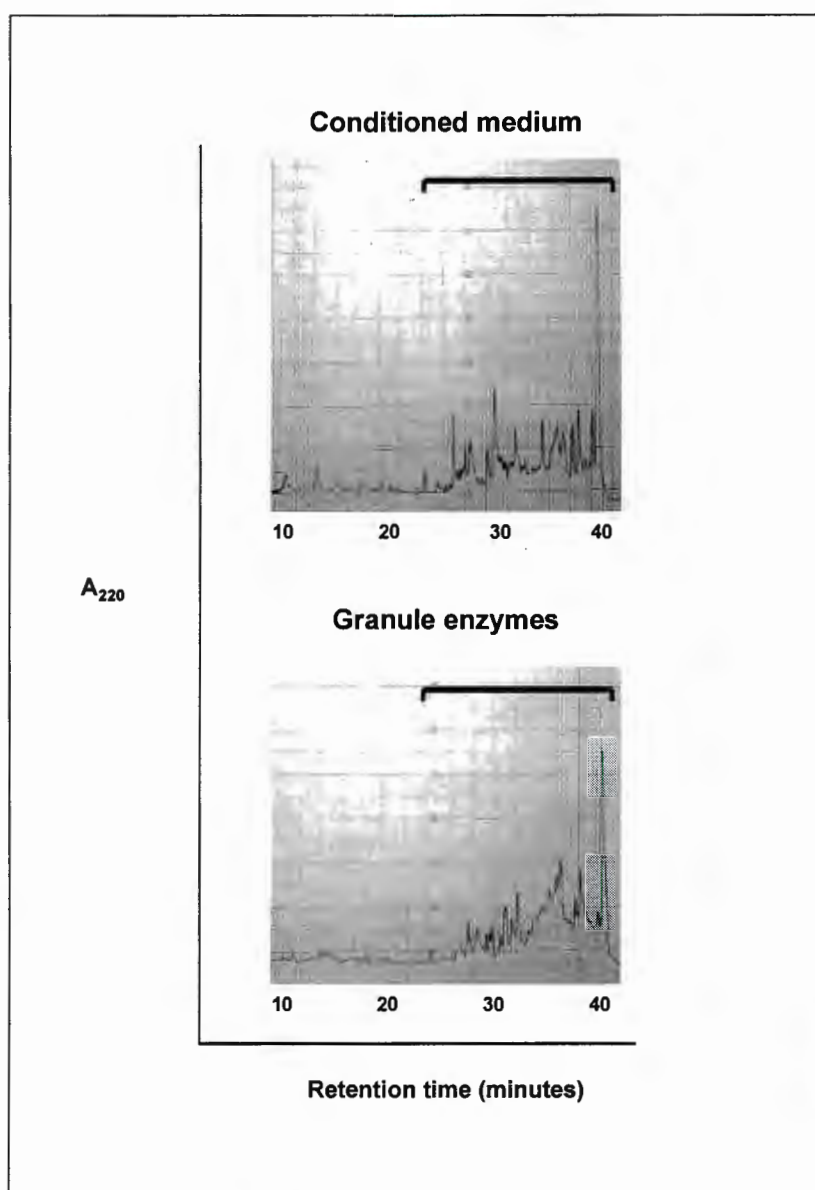 Conditioned medium
10 20 30 40
A₂₂₀
Granule enzymes
10 20 30 40
Retention time (minutes)